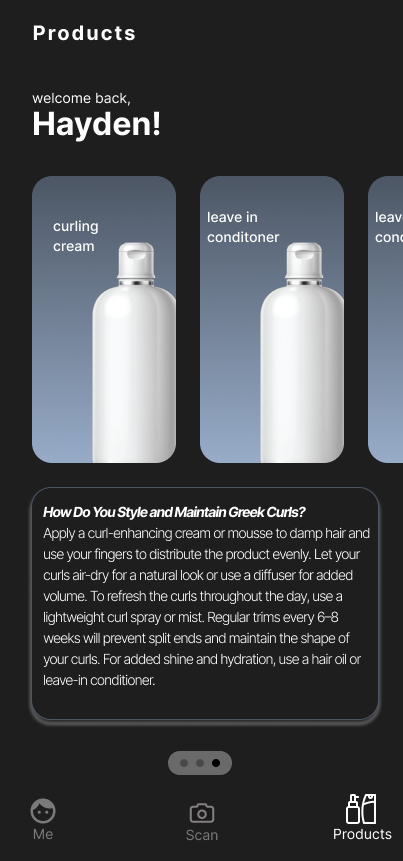 Products
welcome back,
Hayden!
curling
cream
leave in
conditoner
leav
conc
How Do You Style and Maintain Greek Curls?
Apply a curl-enhancing cream or mousse to damp hair and
use your fingers to distribute the product evenly. Let your
curls air-dry for a natural look or use a diffuser for added
volume. To refresh the curls throughout the day, use a
lightweight curl spray or mist. Regular trims every 6–8
weeks will prevent split ends and maintain the shape of
your curls. For added shine and hydration, use a hair oil or
leave-in conditioner.
Me
Scan
Products